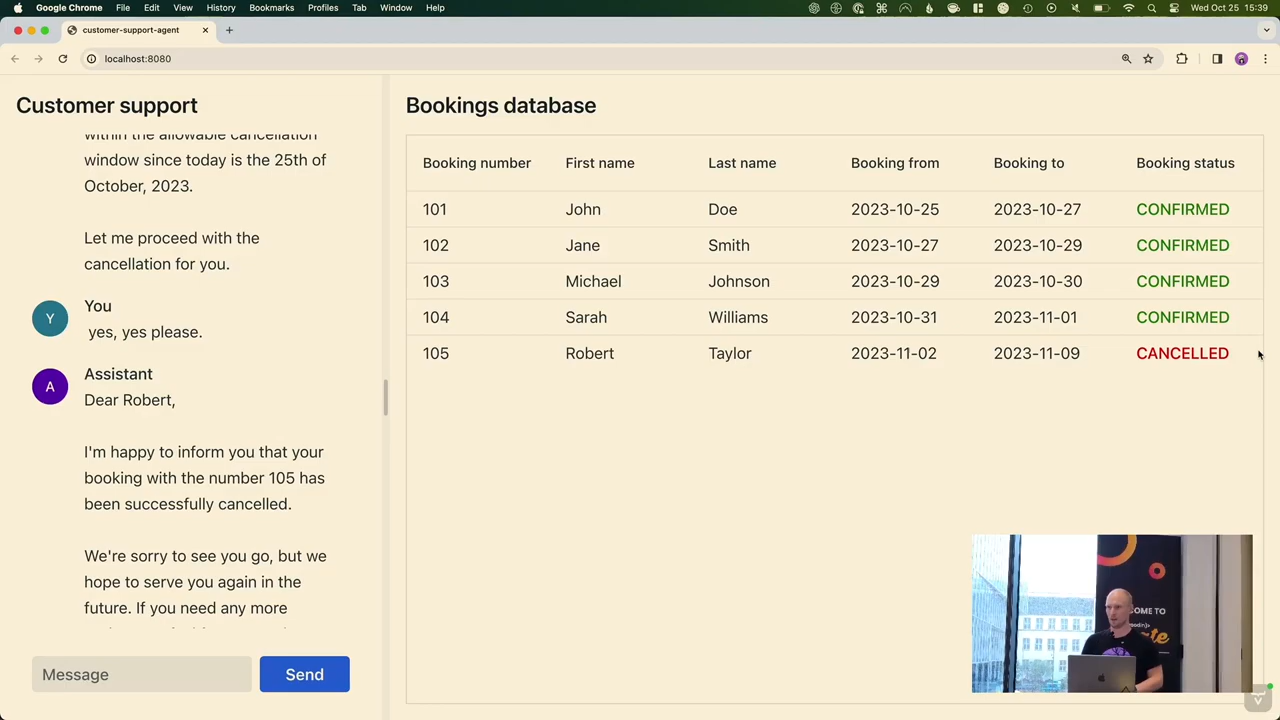 Google Chrome File Edit View History Bookmarks Profiles Tab Window Help Wed Oct 25 15:39
customer-support-agent
localhost:8080
Customer support
within the allowable cancellation
window since today is the 25th of
October, 2023.
Let me proceed with the
cancellation for you.
Y
You
yes, yes please.
A
Assistant
Dear Robert,
I'm happy to inform you that your
booking with the number 105 has
been successfully cancelled.
We're sorry to see you go, but we
hope to serve you again in the
future. If you need any more
Message
Send
Bookings database
Booking number First name Last name Booking from Booking to Booking status
101 John Doe 2023-10-25 2023-10-27 CONFIRMED
102 Jane Smith 2023-10-27 2023-10-29 CONFIRMED
103 Michael Johnson 2023-10-29 2023-10-30 CONFIRMED
104 Sarah Williams 2023-10-31 2023-11-01 CONFIRMED
105 Robert Taylor 2023-11-02 2023-11-09 CANCELLED